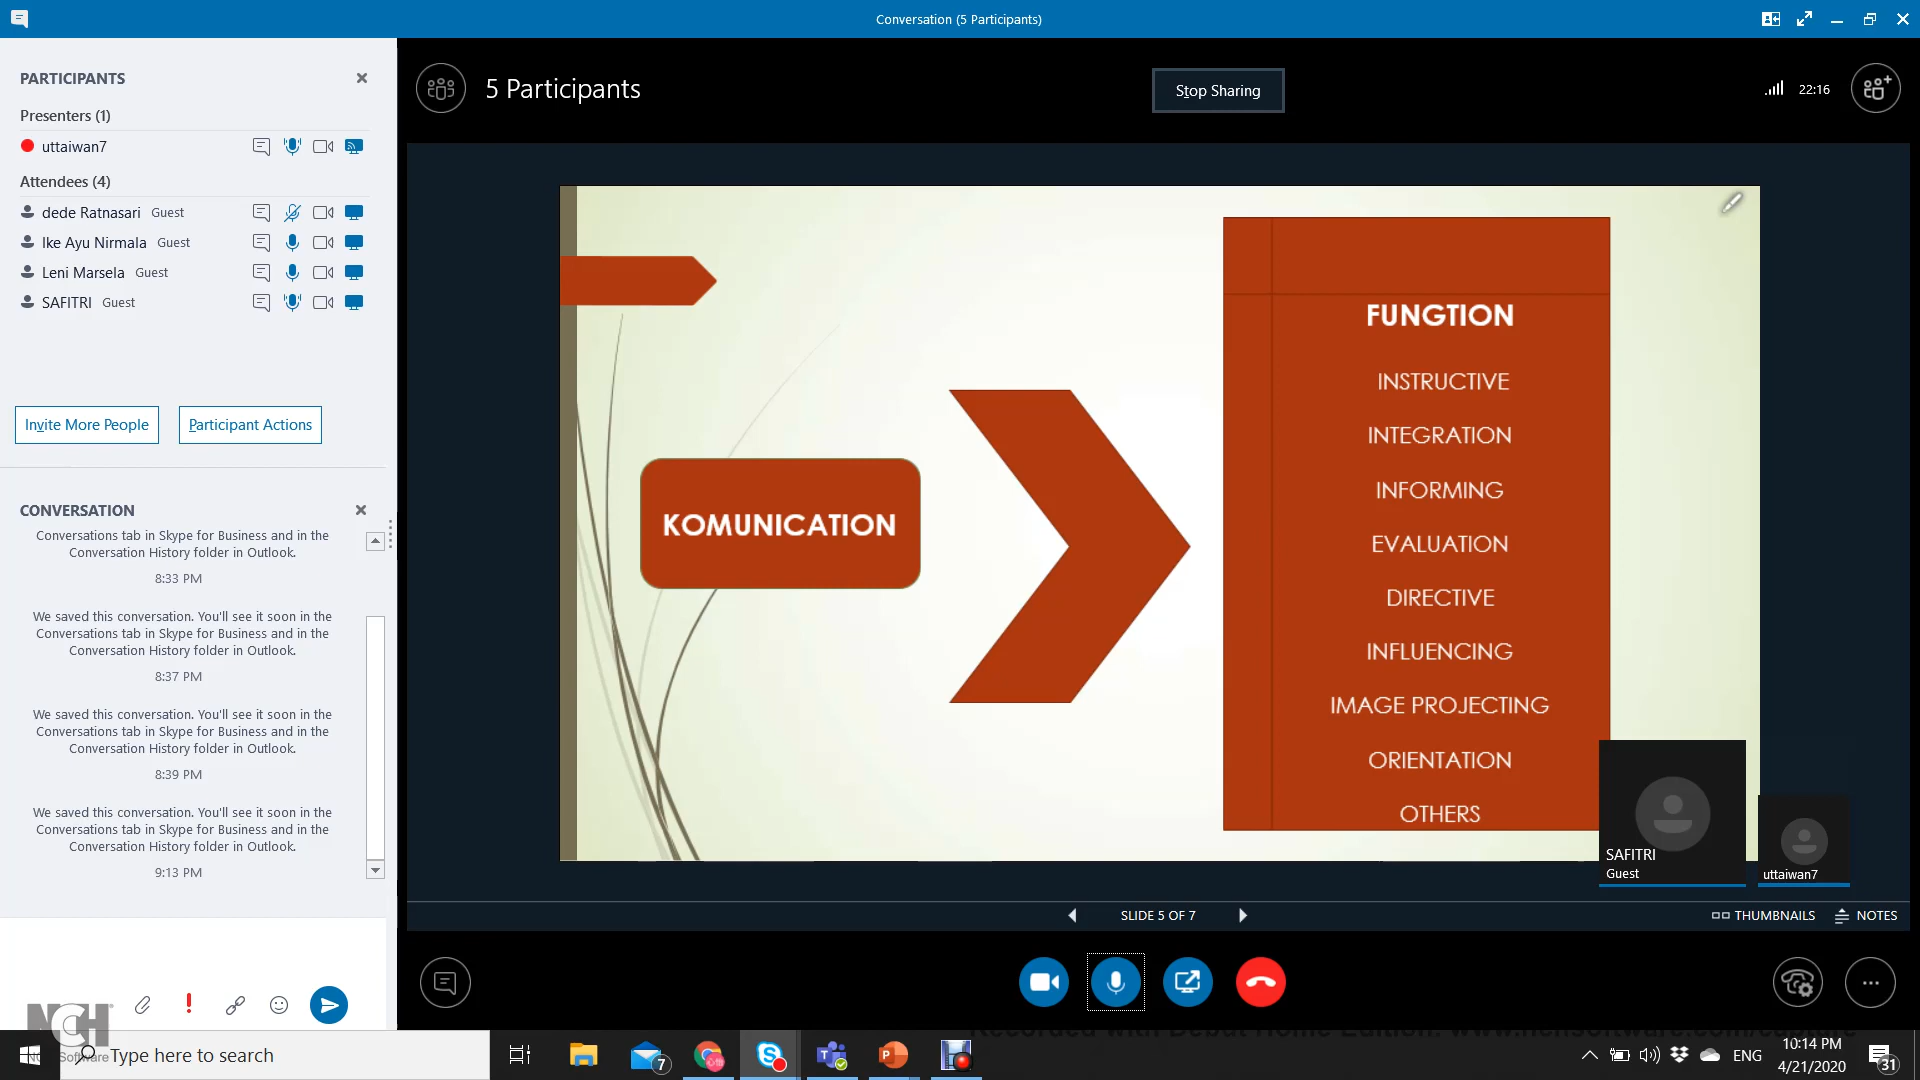 Conversation (5 Participants)
PARTICIPANTS
Presenters (1)
uttaiwan7
Attendees (4)
dede Ratnasari Guest
Ike Ayu Nirmala Guest
Leni Marsela Guest
SAFITRI Guest
Invite More People
Participant Actions
CONVERSATION
Conversations tab in Skype for Business and in the
Conversation History folder in Outlook.
8:33 PM
We saved this conversation. You'll see it soon in the
Conversations tab in Skype for Business and in the
Conversation History folder in Outlook.
8:37 PM
We saved this conversation. You'll see it soon in the
Conversations tab in Skype for Business and in the
Conversation History folder in Outlook.
8:39 PM
We saved this conversation. You'll see it soon in the
Conversations tab in Skype for Business and in the
Conversation History folder in Outlook.
9:13 PM
5 Participants
Stop Sharing
22:16
KOMUNICATION
FUNGTION
INSTRUCTIVE
INTEGRATION
INFORMING
EVALUATION
DIRECTIVE
INFLUENCING
IMAGE PROJECTING
ORIENTATION
OTHERS
SAFITRI
Guest
uttaiwan7
SLIDE 5 OF 7
THUMBNAILS
NOTES
NCH
Software
Type here to search
7
ENG
10:14 PM
4/21/2020
31